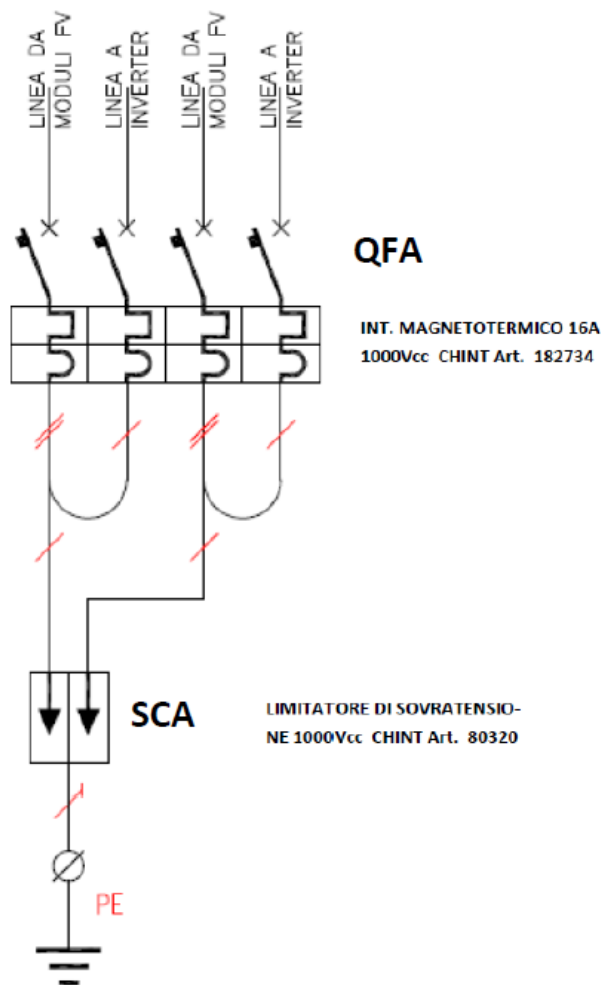 LINEA DA
MODULI FV
LINEA A
INVERTER
LINEA DA
MODULI FV
LINEA A
INVERTER
QFA
INT. MAGNETOTERMICO 16A
1000Vcc CHINT Art. 182734
SCA
LIMITATORE DI SOVRATENSIO-
NE 1000Vcc CHINT Art. 80320
PE